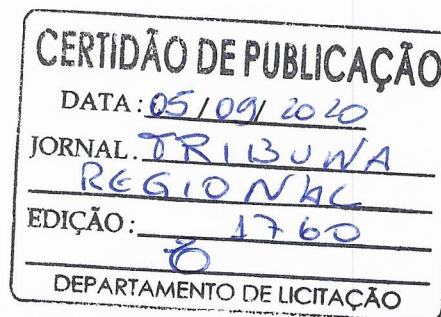 CERTIDÃO DE PUBLICAÇÃO
DATA: 05/09/2020
JORNAL. TRIBUNA
REGIONAL
EDIÇÃO: 1760
DEPARTAMENTO DE LICITAÇÃO